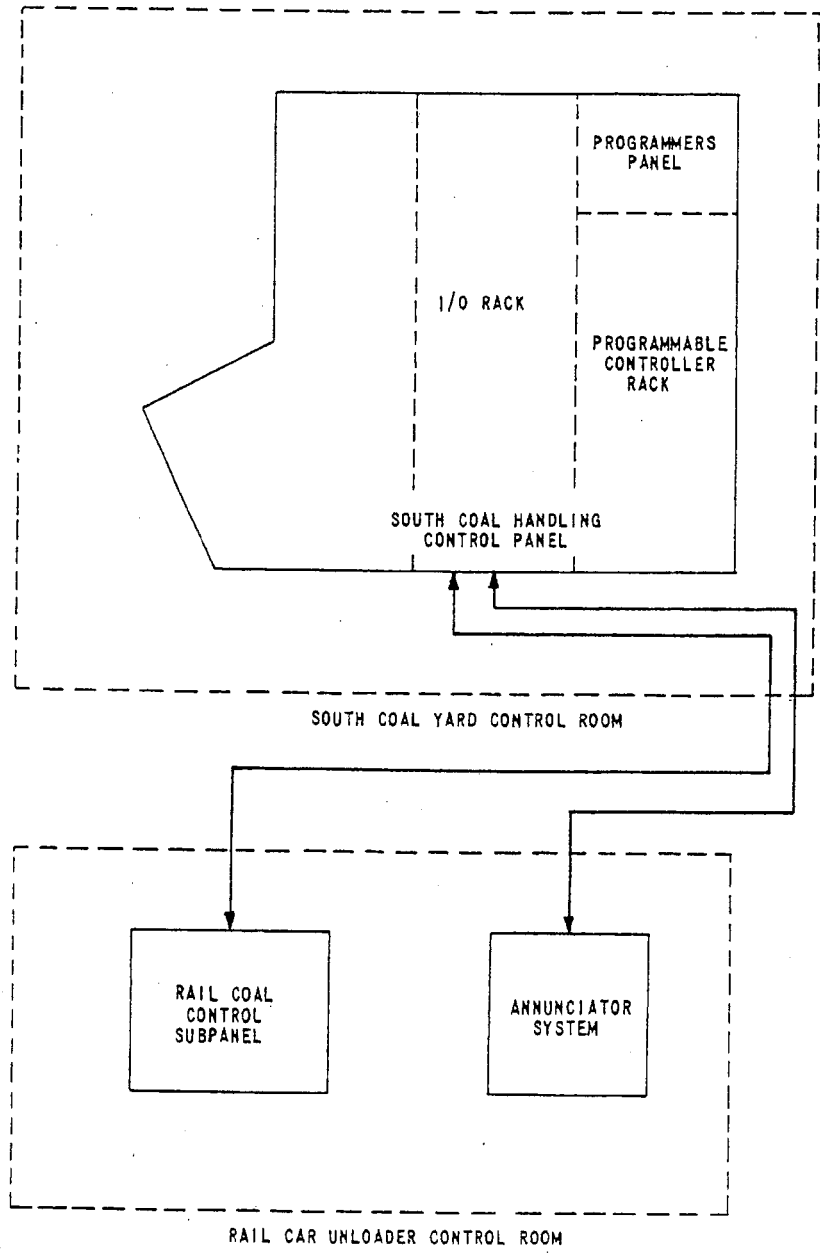 PROGRAMMERS
PANEL
I/O RACK
PROGRAMMABLE
CONTROLLER
RACK
SOUTH COAL HANDLING
CONTROL PANEL
SOUTH COAL YARD CONTROL ROOM
RAIL COAL
CONTROL
SUBPANEL
ANNUNCIATOR
SYSTEM
RAIL CAR UNLOADER CONTROL ROOM